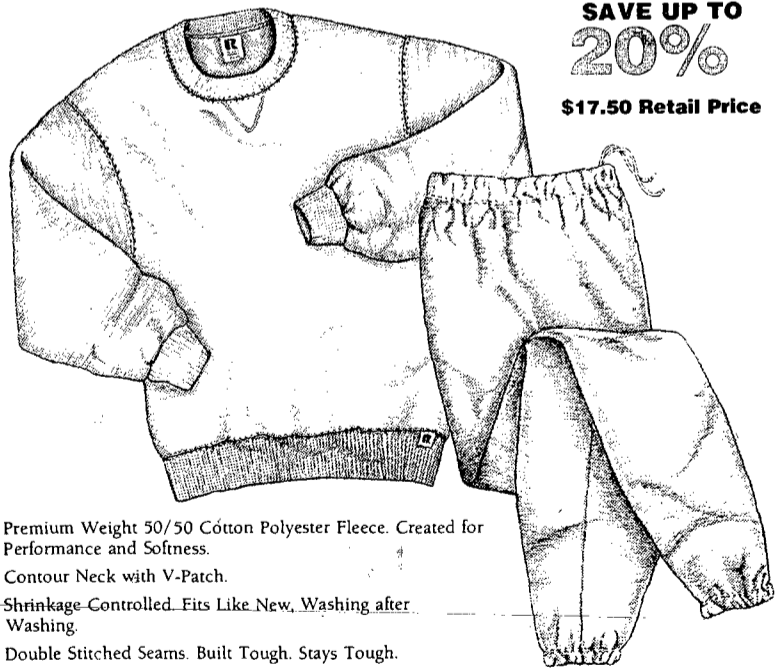 SAVE UP TO
20%
$17.50 Retail Price
R
R
Premium Weight 50/50 Cotton Polyester Fleece. Created for
Performance and Softness.
Contour Neck with V-Patch.
Shrinkage Controlled. Fits Like New, Washing after
Washing.
Double Stitched Seams. Built Tough. Stays Tough.